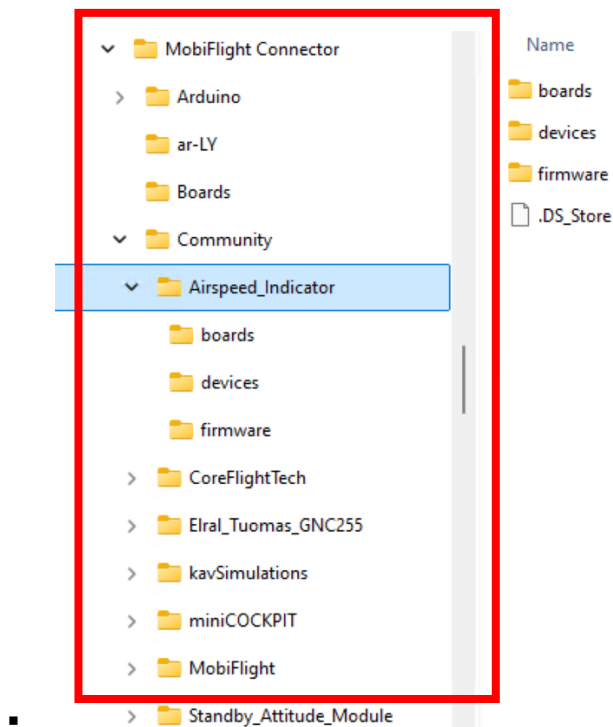 MobiFlight Connector
Arduino
ar-LY
Boards
Community
Airspeed_Indicator
boards
devices
firmware
CoreFlightTech
Elral_Tuomas_GNC255
kavSimulations
miniCOCKPIT
MobiFlight
Standby_Attitude_Module
Name
boards
devices
firmware
.DS_Store